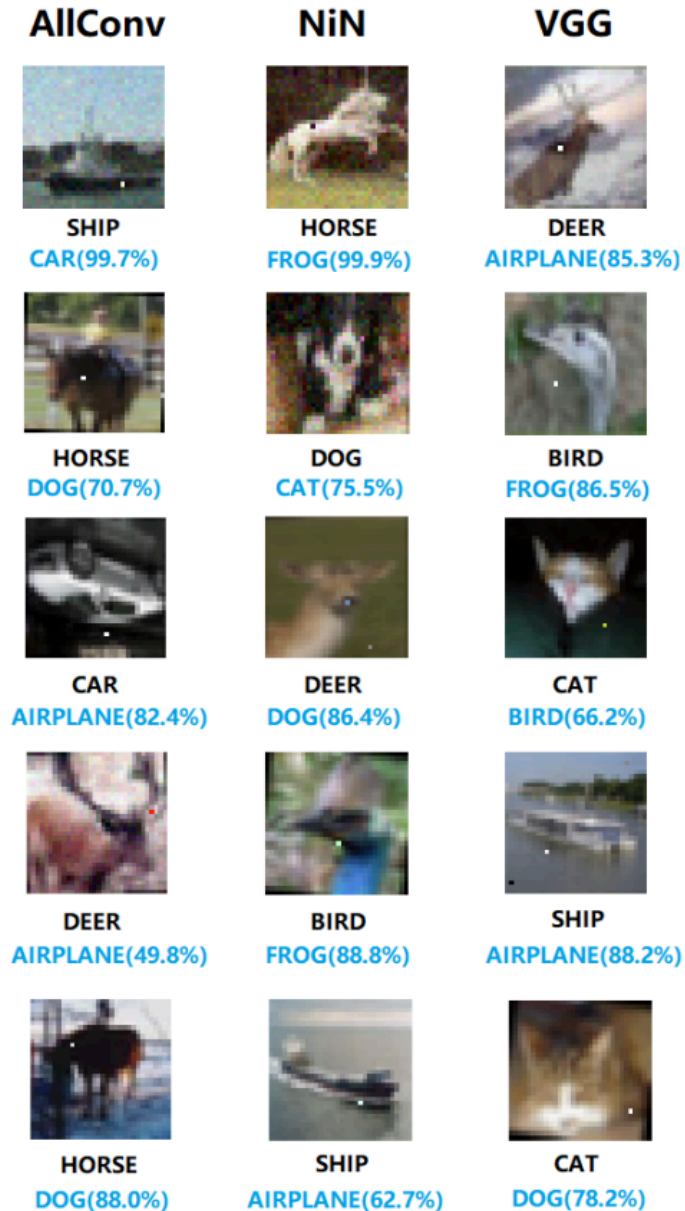 AllConv NiN VGG
SHIP HORSE DEER
CAR(99.7%) FROG(99.9%) AIRPLANE(85.3%)
HORSE DOG BIRD
DOG(70.7%) CAT(75.5%) FROG(86.5%)
CAR DEER CAT
AIRPLANE(82.4%) DOG(86.4%) BIRD(66.2%)
DEER BIRD SHIP
AIRPLANE(49.8%) FROG(88.8%) AIRPLANE(88.2%)
HORSE SHIP CAT
DOG(88.0%) AIRPLANE(62.7%) DOG(78.2%)